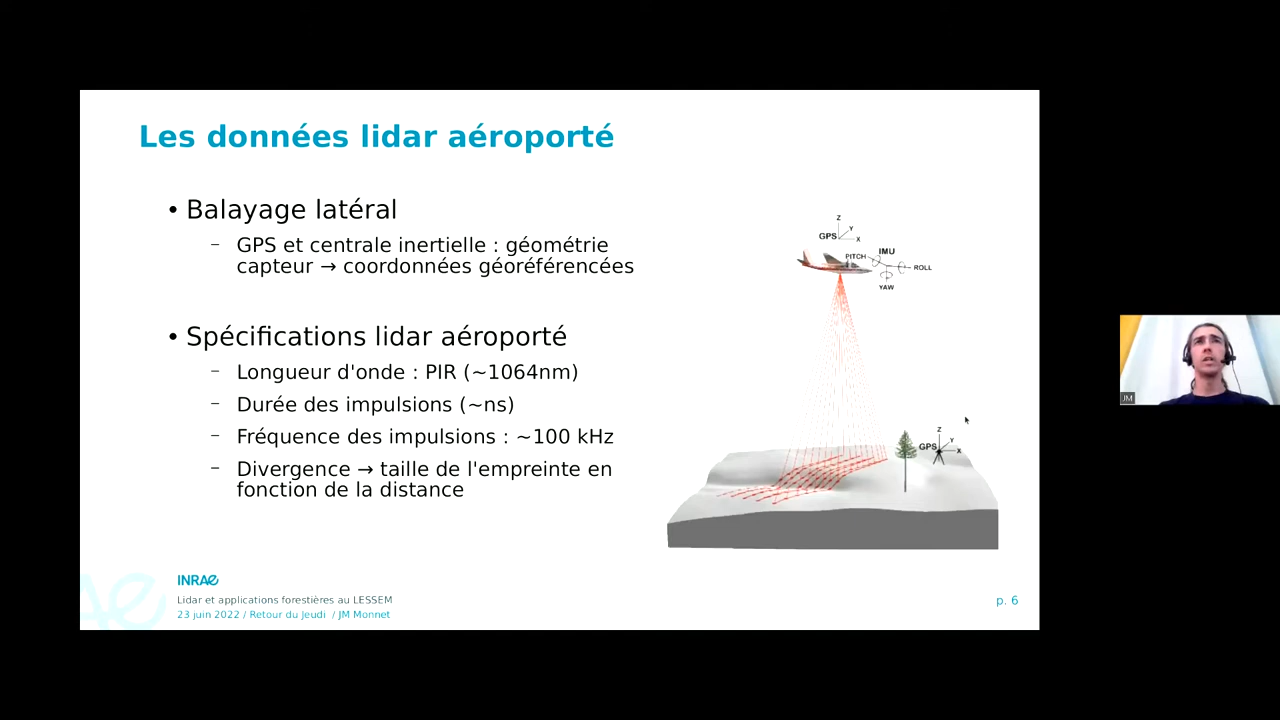 Les données lidar aéroporté
• Balayage latéral
– GPS et centrale inertielle : géométrie
capteur → coordonnées géoréférencées
• Spécifications lidar aéroporté
– Longueur d'onde : PIR (~1064nm)
– Durée des impulsions (~ns)
– Fréquence des impulsions : ~100 kHz
– Divergence → taille de l'empreinte en
fonction de la distance
Z
Y
GPS
X
PITCH
IMU
ROLL
YAW
Z
Y
GPS
X
JM
INRAE
Lidar et applications forestières au LESSEM
23 juin 2022 / Retour du Jeudi / JM Monnet
p. 6